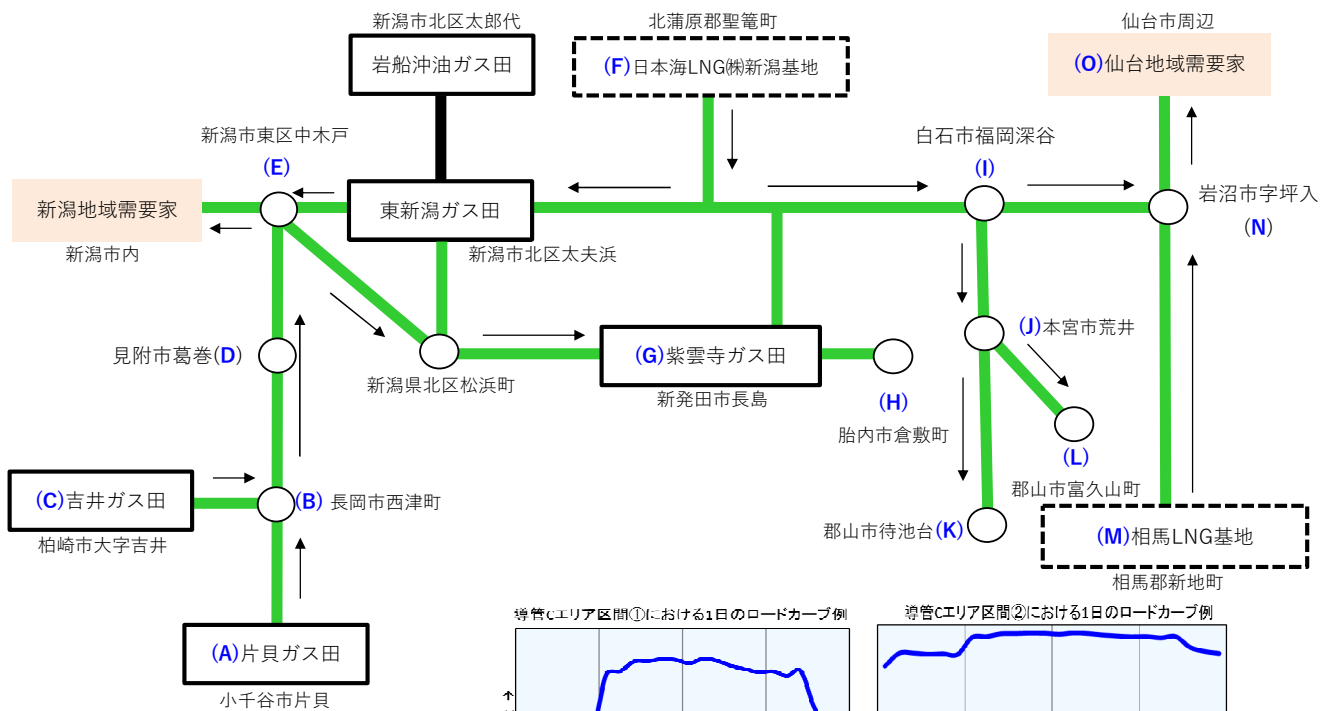 新潟市北区太郎代
北蒲原郡聖籠町
仙台市周辺
岩船沖油ガス田
(F)日本海LNG㈱新潟基地
(O)仙台地域需要家
新潟市東区中木戸
(E)
白石市福岡深谷
(I)
新潟地域需要家
東新潟ガス田
岩沼市字坪入
(N)
新潟市内
新潟市北区太夫浜
見附市葛巻(D)
新潟県北区松浜町
(G)紫雲寺ガス田
新発田市長島
(H)
胎内市倉敷町
(J)本宮市荒井
(L)
郡山市富久山町
(C)吉井ガス田
(B)長岡市西津町
柏崎市大字吉井
郡山市待池台(K)
(M)相馬LNG基地
相馬郡新地町
(A)片貝ガス田
小千谷市片貝
導管Cエリア区間①における1日のロードカーブ例
導管Cエリア区間②における1日のロードカーブ例